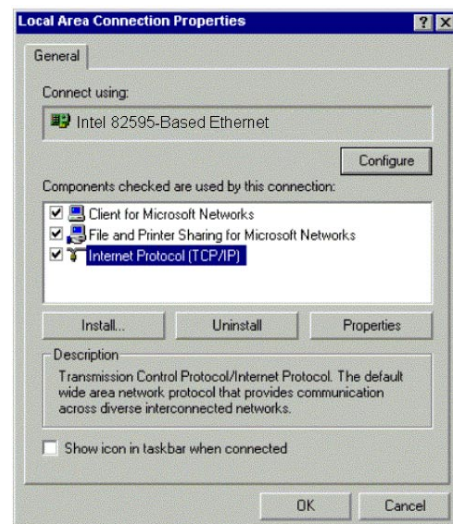 Local Area Connection Properties
General
Connect using:
Intel 82595-Based Ethernet
Configure
Components checked are used by this connection:
Client for Microsoft Networks
File and Printer Sharing for Microsoft Networks
Internet Protocol (TCP/IP)
Install... Uninstall Properties
Description
Transmission Control Protocol/Internet Protocol. The default
wide area network protocol that provides communication
across diverse interconnected networks.
Show icon in taskbar when connected
OK Cancel